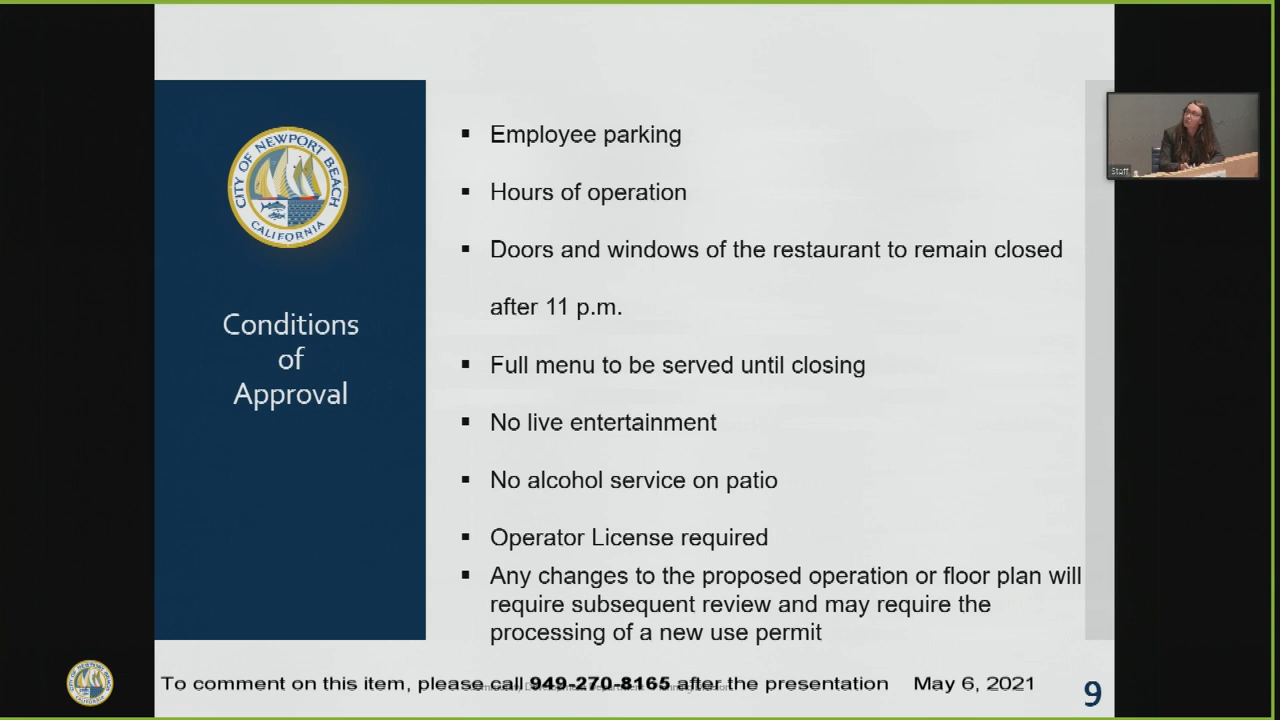 CITY OF NEWPORT BEACH
CALIFORNIA
Conditions
of
Approval
▪ Employee parking
▪ Hours of operation
▪ Doors and windows of the restaurant to remain closed
after 11 p.m.
▪ Full menu to be served until closing
▪ No live entertainment
▪ No alcohol service on patio
▪ Operator License required
▪ Any changes to the proposed operation or floor plan will
require subsequent review and may require the
processing of a new use permit
Staff
To comment on this item, please call 949-270-8165 after the presentation May 6, 2021
9